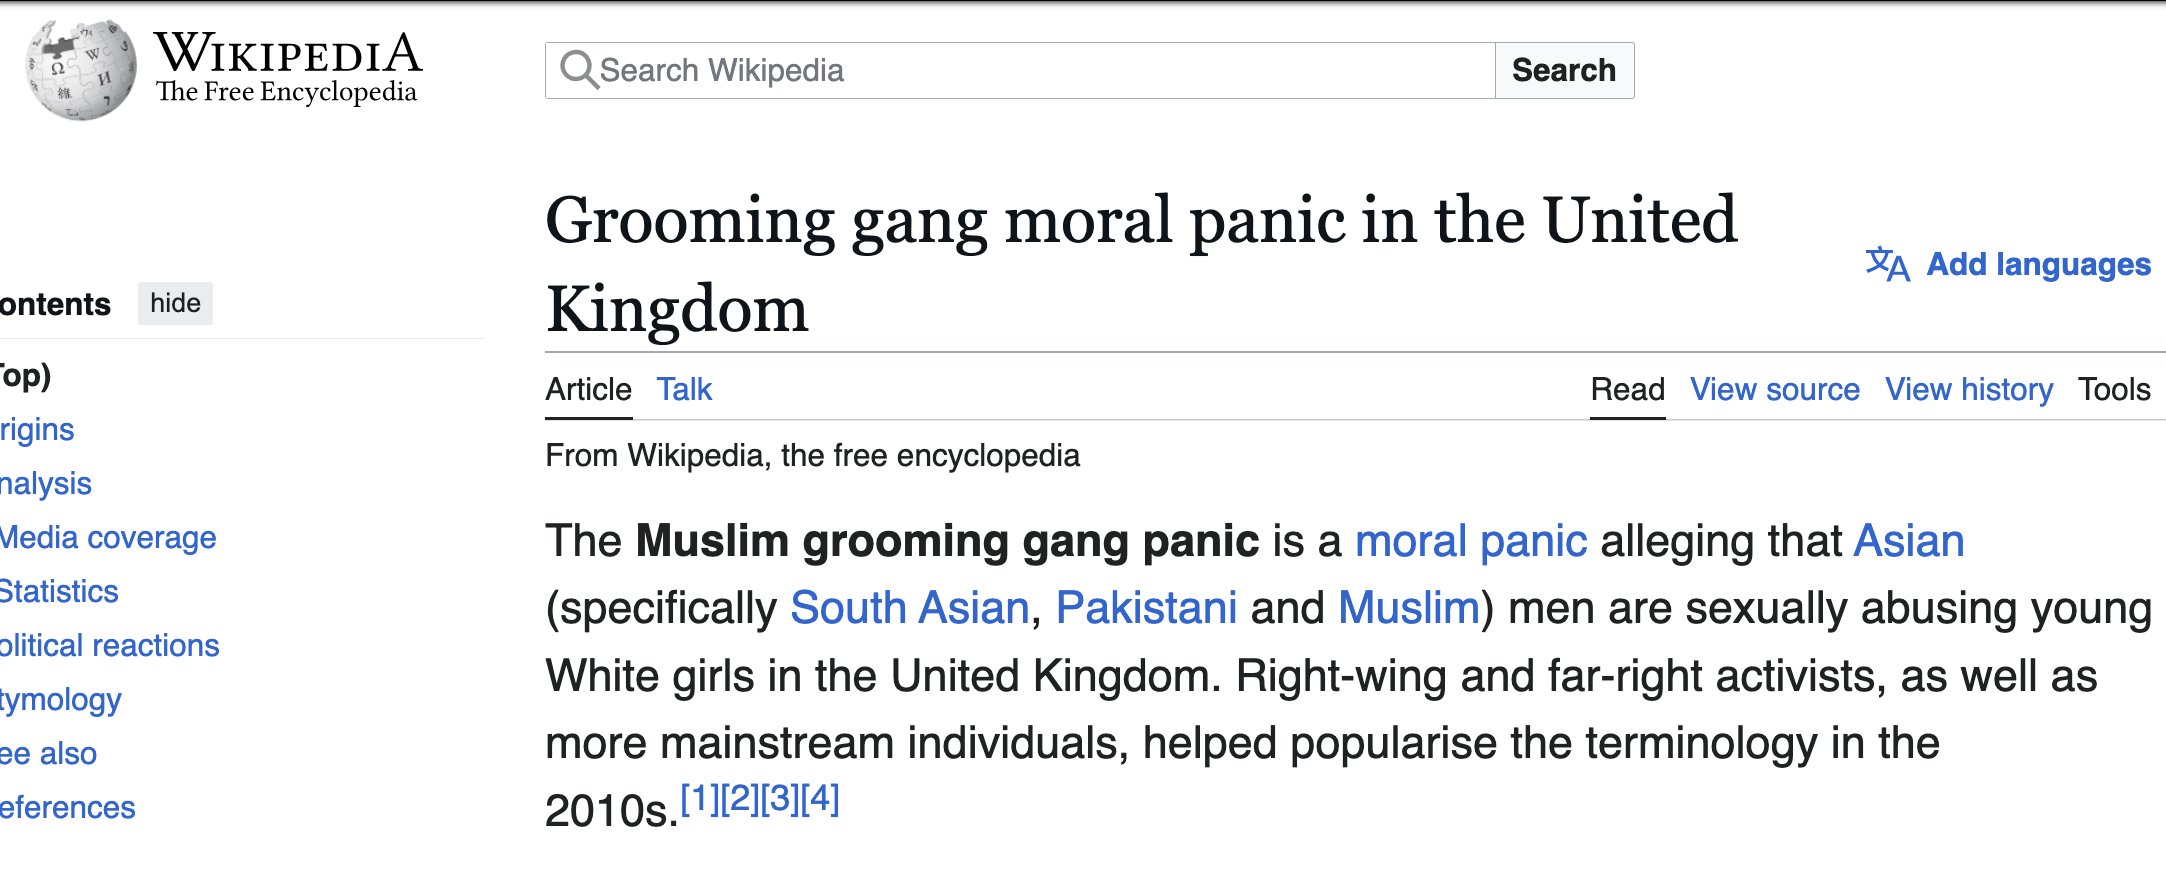 WIKIPEDIA
The Free Encyclopedia
Search Wikipedia
Search
Grooming gang moral panic in the United
Kingdom
Add languages
ontents
hide
Top)
rigins
nalysis
Media coverage
Statistics
olitical reactions
tymology
ee also
eferences
Article
Talk
Read
View source
View history
Tools
From Wikipedia, the free encyclopedia
The Muslim grooming gang panic is a moral panic alleging that Asian
(specifically South Asian, Pakistani and Muslim) men are sexually abusing young
White girls in the United Kingdom. Right-wing and far-right activists, as well as
more mainstream individuals, helped popularise the terminology in the
2010s.[1][2][3][4]